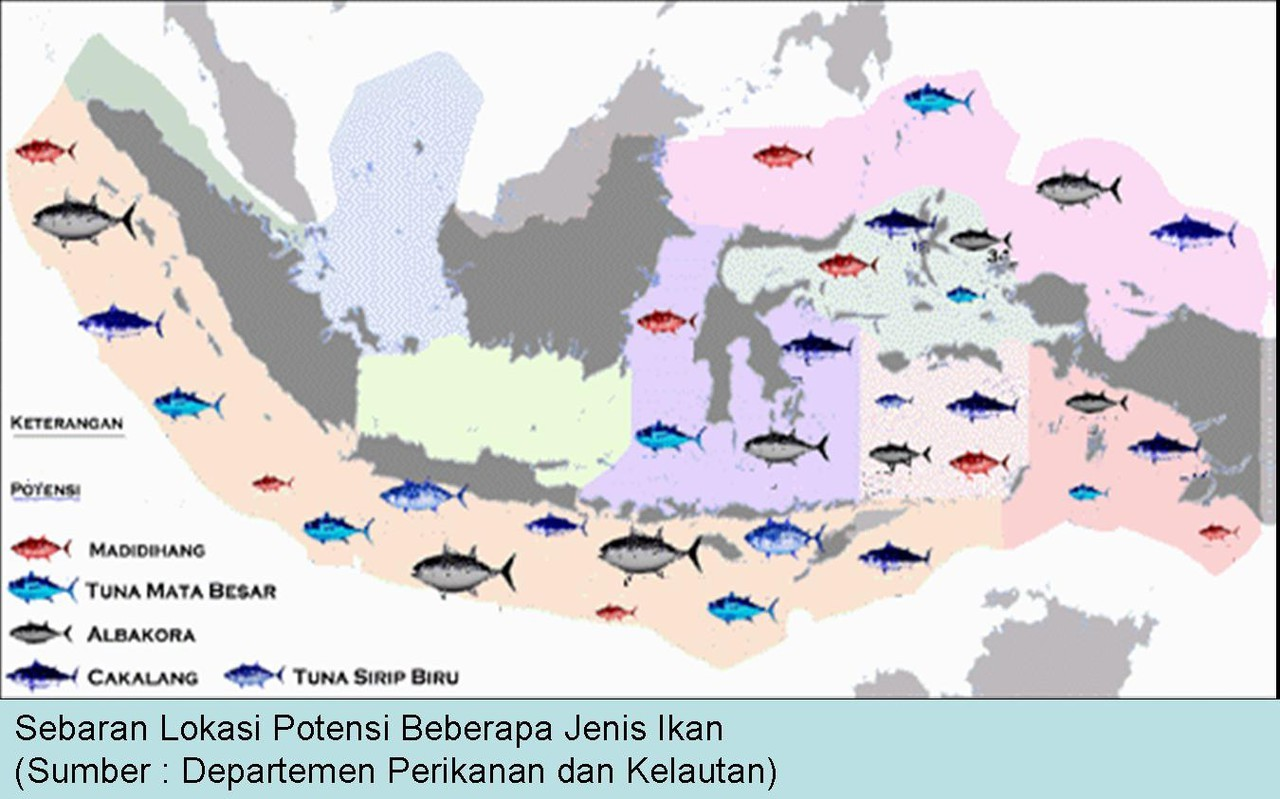 KETERANGAN
POTENSI
MADIDIHANG
TUNA MATA BESAR
ALBAKORA
CAKALANG TUNA SIRIP BIRU
Sebaran Lokasi Potensi Beberapa Jenis Ikan
(Sumber : Departemen Perikanan dan Kelautan)